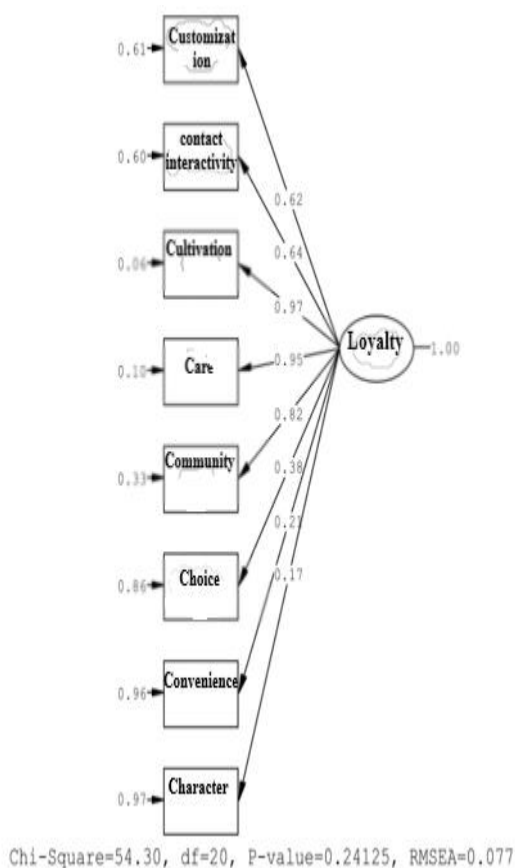 0.61
Customizat
ion
0.60
contact
interactivity
0.62
0.64
0.06
Cultivation
0.97
Loyalty
1.00
0.10
Care
0.95
0.82
0.33
Community
0.38
0.21
0.86
Choice
0.17
0.96
Convenience
0.97
Character
Chi-Square=54.30, df=20, P-value=0.24125, RMSEA=0.077